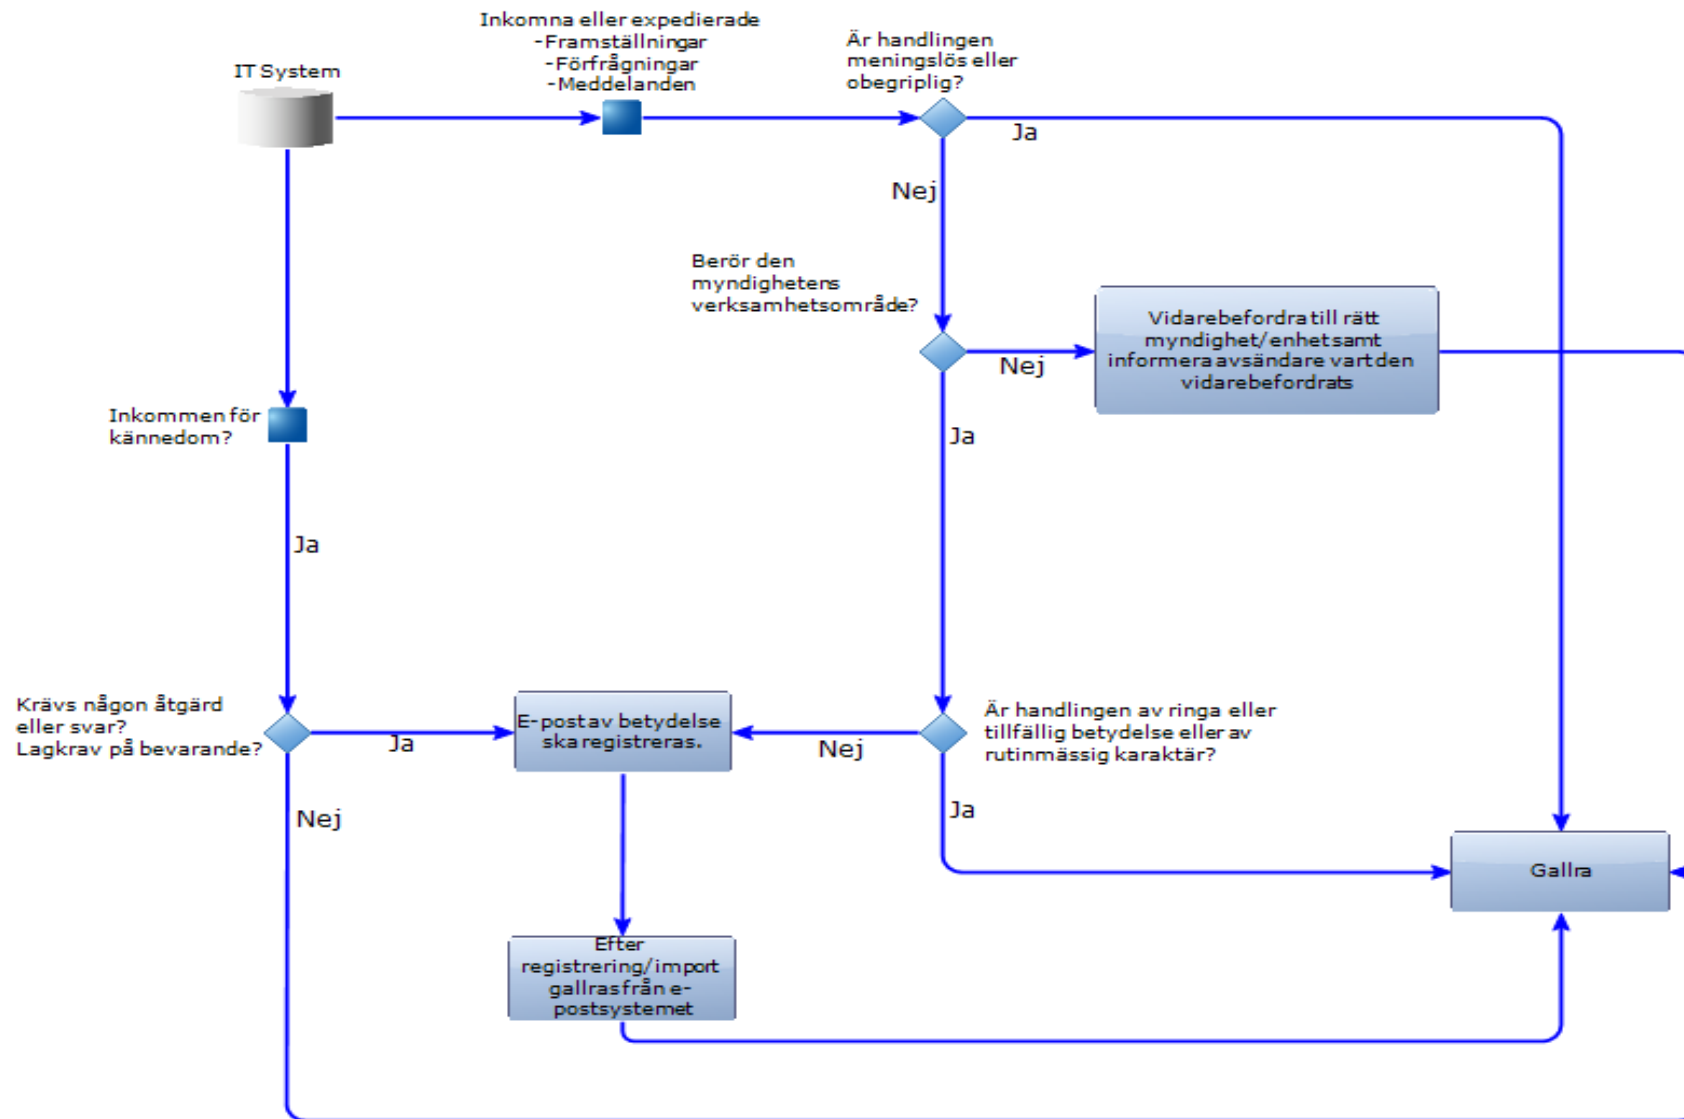 Inkomna eller expedierade
-Framställningar
-Förfrågningar
-Meddelanden
Är handlingen
meningslös eller
obegriplig?
IT System
Ja
Nej
Berör den
myndighetens
verksamhetsområde?
Vidarebefordra till rätt
myndighet/enhet samt
informera avsändare vart den
vidarebefordrats
Nej
Inkommen för
kännedom?
Ja
Ja
Krävs någon åtgärd
eller svar?
Lagkrav på bevarande?
Ja
E-post av betydelse
ska registreras.
Nej
Är handlingen av ringa eller
tillfällig betydelse eller av
rutinmässig karaktär?
Nej
Ja
Gallra
Efter
registrering/import
gallras från e-
postsystemet